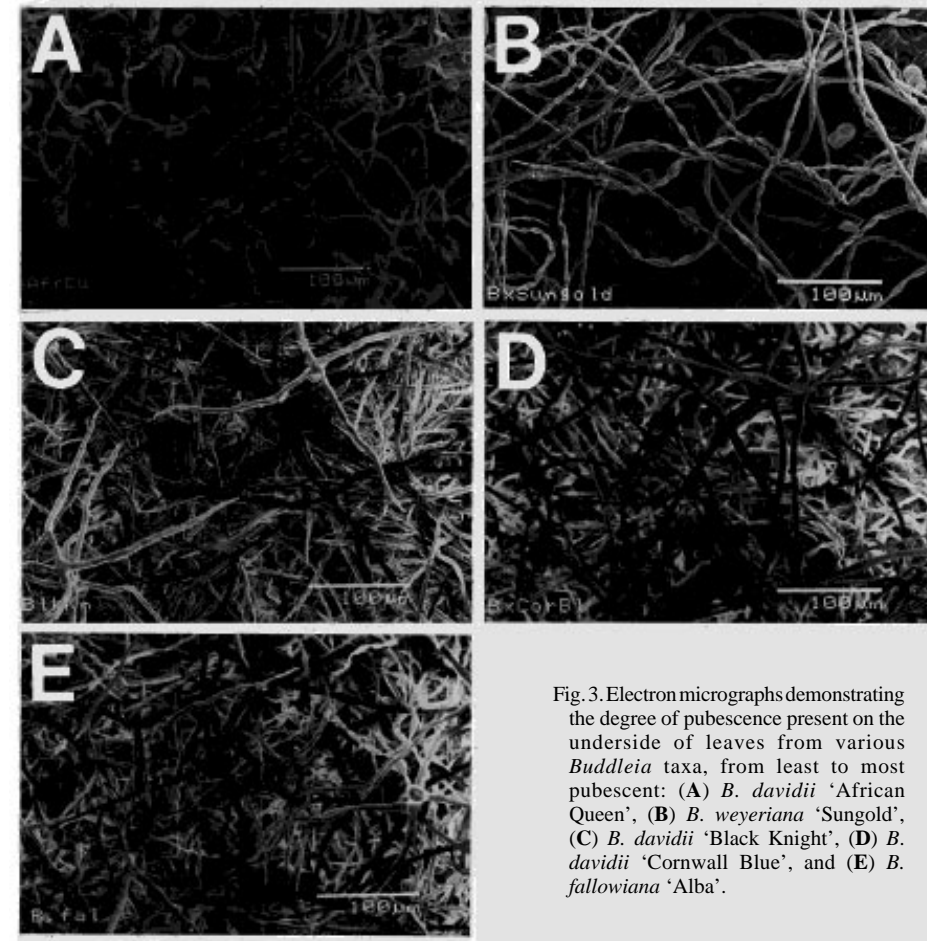 A
100µm
B
BxSungold
100µm
C
100µm
D
BxCorBl
100µm
E
B.fal
100µm
Fig. 3. Electron micrographs demonstrating
the degree of pubescence present on the
underside of leaves from various
Buddleia taxa, from least to most
pubescent: (A) B. davidii ‘African
Queen’, (B) B. weyeriana ‘Sungold’,
(C) B. davidii ‘Black Knight’, (D) B.
davidii ‘Cornwall Blue’, and (E) B.
fallowiana ‘Alba’.